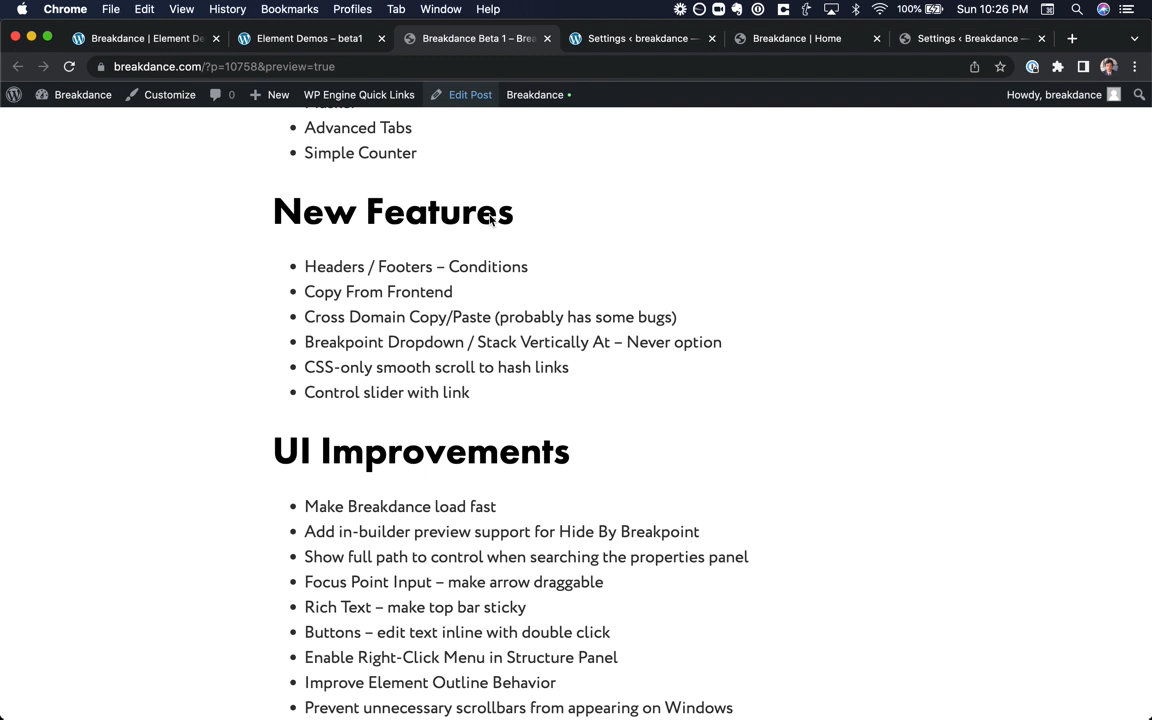 Chrome File Edit View History Bookmarks Profiles Tab Window Help 100% Sun 10:26 PM
Breakdance | Element De Element Demos – beta1 Breakdance Beta 1 – Brea Settings ‹ breakdance — Breakdance | Home Settings ‹ Breakdance —
breakdance.com/?p=10758&preview=true
Breakdance Customize 0 New WP Engine Quick Links Edit Post Breakdance Howdy, breakdance
Advanced Tabs
Simple Counter
New Features
Headers / Footers – Conditions
Copy From Frontend
Cross Domain Copy/Paste (probably has some bugs)
Breakpoint Dropdown / Stack Vertically At – Never option
CSS-only smooth scroll to hash links
Control slider with link
UI Improvements
Make Breakdance load fast
Add in-builder preview support for Hide By Breakpoint
Show full path to control when searching the properties panel
Focus Point Input – make arrow draggable
Rich Text – make top bar sticky
Buttons – edit text inline with double click
Enable Right-Click Menu in Structure Panel
Improve Element Outline Behavior
Prevent unnecessary scrollbars from appearing on Windows